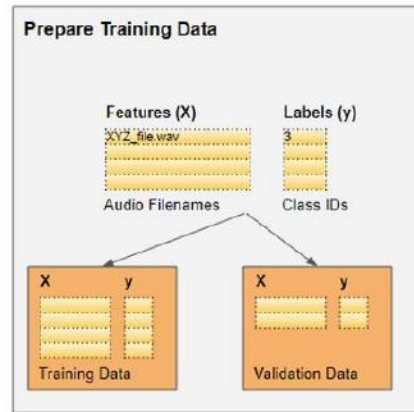 Prepare Training Data
Features (X)
Labels (y)
XYZ_file.wav
3
Audio Filenames
Class IDs
X
y
X
y
Training Data
Validation Data